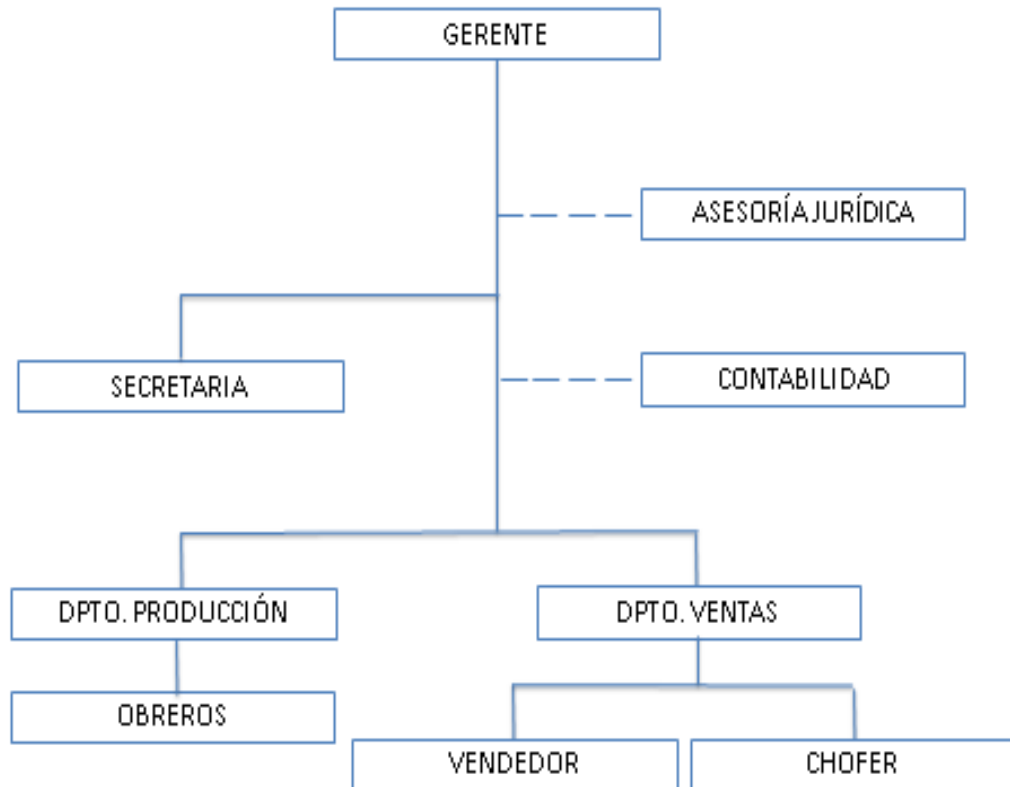 GERENTE
ASESORÍA JURÍDICA
SECRETARIA
CONTABILIDAD
DPTO. PRODUCCIÓN
DPTO. VENTAS
OBREROS
VENDEDOR
CHOFER